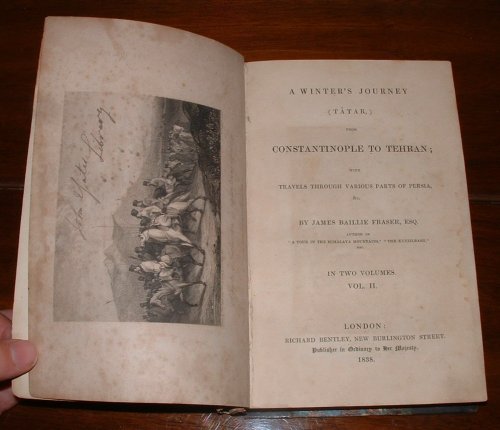 A WINTER'S JOURNEY
(TÂTAR,)
FROM
CONSTANTINOPLE TO TEHRAN;
WITH
TRAVELS THROUGH VARIOUS PARTS OF PERSIA,
&c.
BY JAMES BAILLIE FRASER, ESQ.
AUTHOR OF
"A TOUR IN THE HIMALAYA MOUNTAINS," "THE KUZZILBASH,"
ETC.
IN TWO VOLUMES.
VOL. II.
LONDON:
RICHARD BENTLEY, NEW BURLINGTON STREET.
Publisher in Ordinary to Her Majesty.
1838.
John
Library